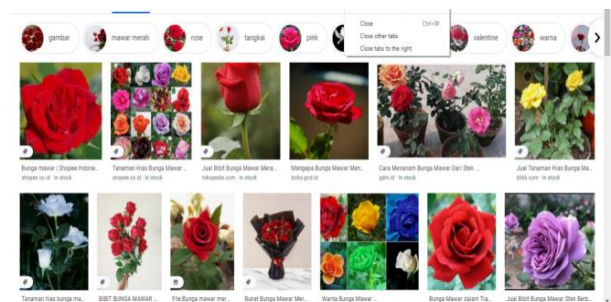 Close Ctrl+W
Close other tabs
Close tabs to the right
gambar
mawar merah
rose
tangkai
pink
valentine
warna
Bunga mawar | Shopee Indone...
shopee.co.id · In stock
Tanaman Hias Bunga Mawar ...
shopee.co.id · In stock
Jual Bibit Bunga Mawar Mera...
tokopedia.com · In stock
Mengapa Bunga Mawar Men...
bobo.grid.id
Cara Menanam Bunga Mawar Dari Stek ...
gdm.id · In stock
Jual Tanaman Hias Bunga Ma...
blibli.com · In stock
Tanaman hias bunga ma...
BIBIT BUNGA MAWAR ...
File:Bunga mawar mer...
Buket Bunga Mawar Mer...
Warna Bunga Mawar ...
Bunga Mawar dalam Tra...
Jual Bibit Bunga Mawar Stek Berb...